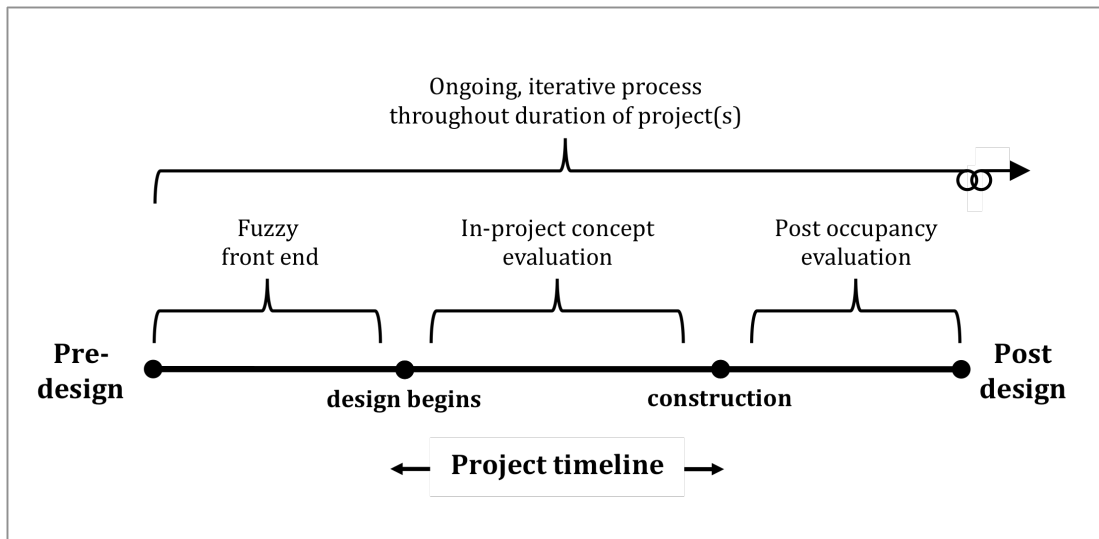 Ongoing, iterative process
throughout duration of project(s)
Fuzzy
front end
In-project concept
evaluation
Post occupancy
evaluation
Pre-
design
Post
design
design begins
construction
Project timeline